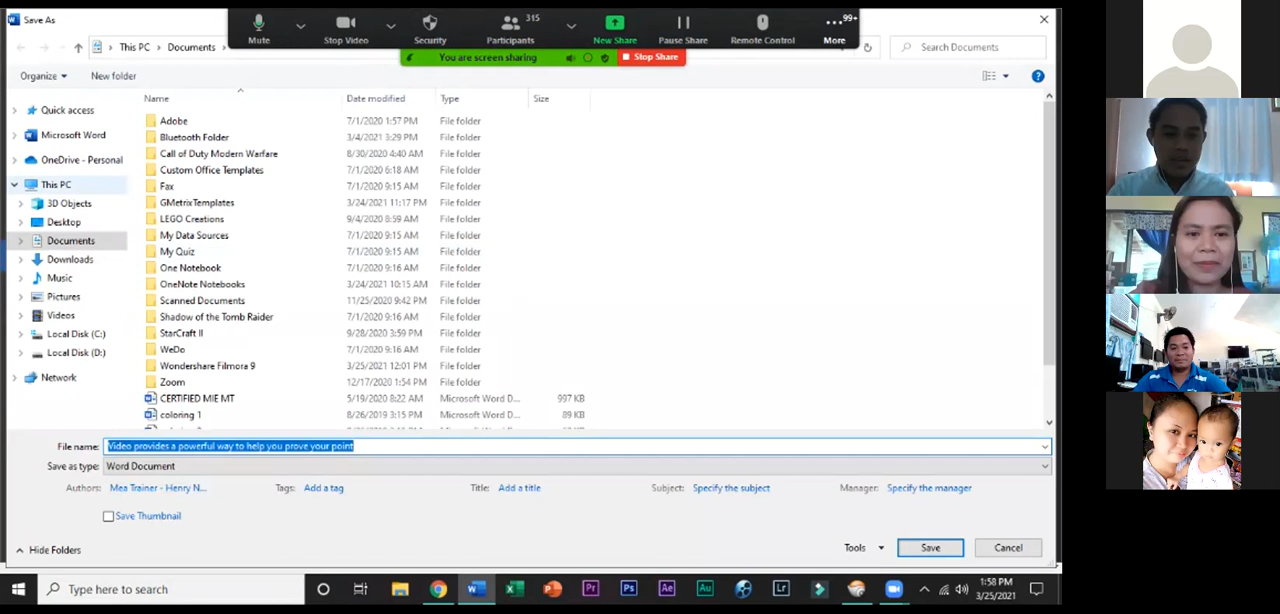 Save As
Mute
Stop Video
Security
Participants
315
New Share
Pause Share
Remote Control
99+
More
You are screen sharing
Stop Share
This PC
Documents
Search Documents
Organize
New folder
Name
Date modified
Type
Size
Quick access
Microsoft Word
OneDrive - Personal
This PC
3D Objects
Desktop
Documents
Downloads
Music
Pictures
Videos
Local Disk (C:)
Local Disk (D:)
Network
Adobe 7/1/2020 1:57 PM File folder
Bluetooth Folder 3/4/2021 3:29 PM File folder
Call of Duty Modern Warfare 8/30/2020 4:40 AM File folder
Custom Office Templates 7/1/2020 6:18 AM File folder
Fax 7/1/2020 9:15 AM File folder
GMetrixTemplates 3/24/2021 11:17 PM File folder
LEGO Creations 9/4/2020 8:59 AM File folder
My Data Sources 7/1/2020 9:15 AM File folder
My Quiz 7/1/2020 9:15 AM File folder
One Notebook 7/1/2020 9:16 AM File folder
OneNote Notebooks 3/24/2021 10:15 AM File folder
Scanned Documents 11/25/2020 9:42 PM File folder
Shadow of the Tomb Raider 7/1/2020 9:16 AM File folder
StarCraft II 9/28/2020 3:59 PM File folder
WeDo 7/1/2020 9:16 AM File folder
Wondershare Filmora 9 3/25/2021 12:01 PM File folder
Zoom 12/17/2020 1:54 PM File folder
CERTIFIED MIE MT 5/19/2020 8:22 AM Microsoft Word D... 997 KB
coloring 1 8/26/2019 3:15 PM Microsoft Word D... 89 KB
File name: Video provides a powerful way to help you prove your point
Save as type: Word Document
Authors: Mea Trainer - Henry N...
Tags: Add a tag
Title: Add a title
Subject: Specify the subject
Manager: Specify the manager
Save Thumbnail
Hide Folders
Tools
Save
Cancel
Type here to search
Pr
Ps
Ae
Au
Lr
1:58 PM
3/25/2021